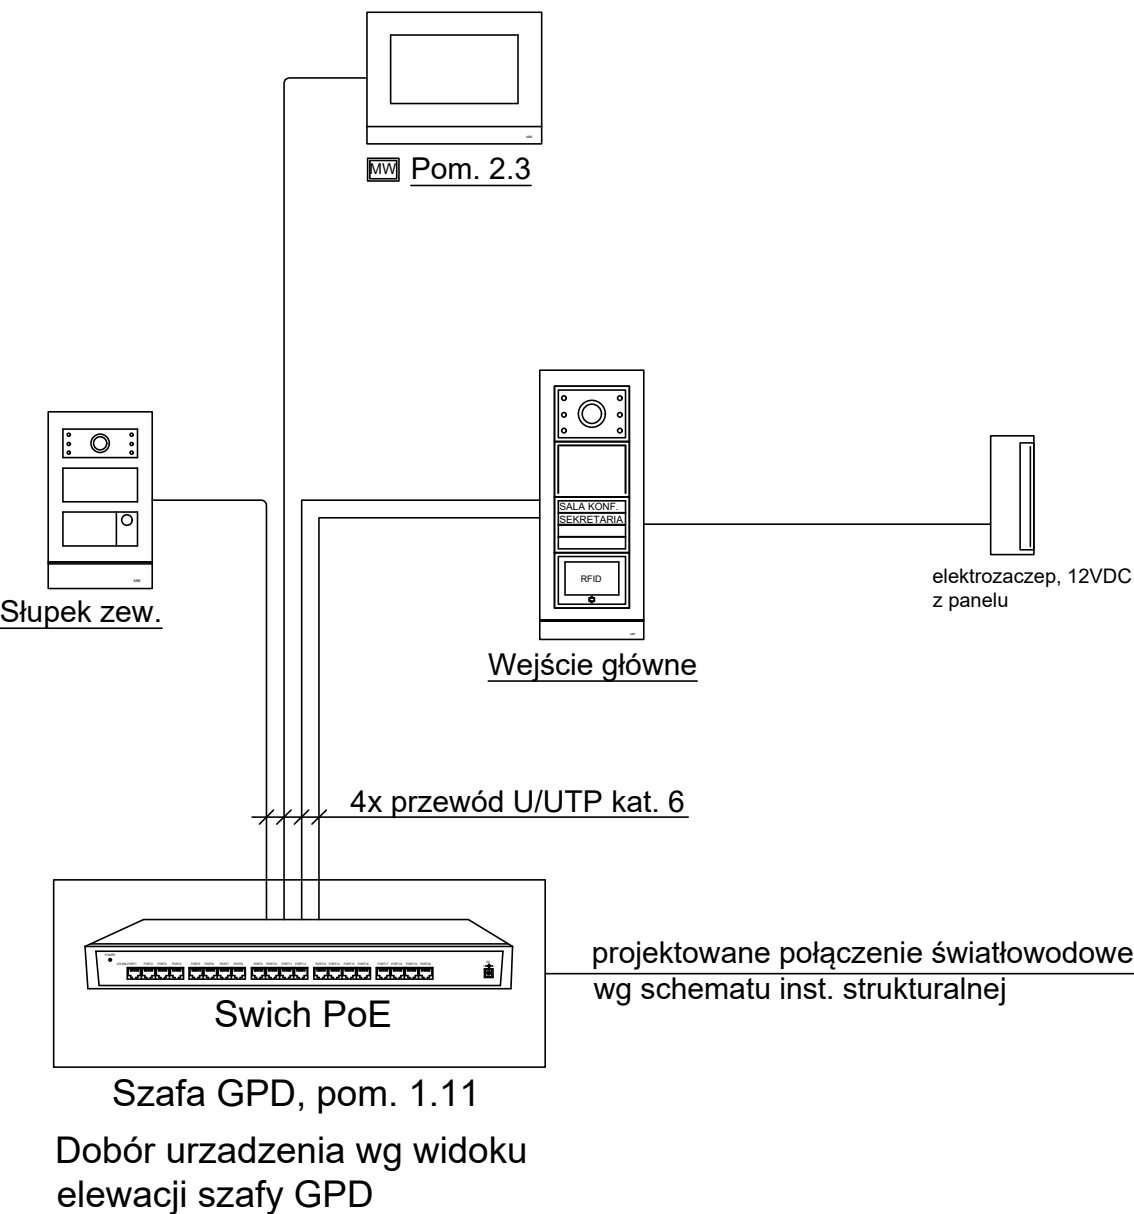 MW Pom. 2.3
SALA KONF.
SEKRETARIA
RFID
elektrozaczep, 12VDC
z panelu
Słupek zew.
Wejście główne
4x przewód U/UTP kat. 6
projektowane połączenie światłowodowe
wg schematu inst. strukturalnej
Swich PoE
Szafa GPD, pom. 1.11
Dobór urzadzenia wg widoku
elewacji szafy GPD